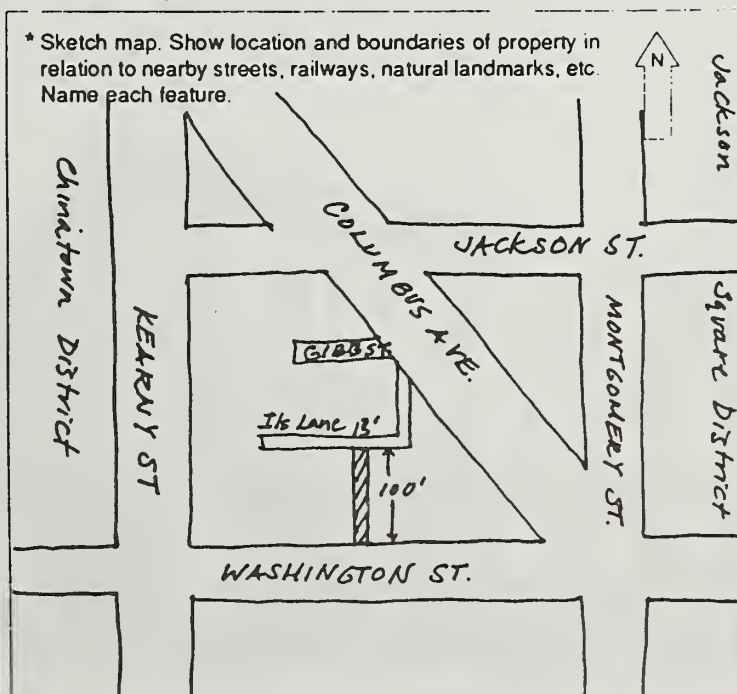 * Sketch map. Show location and boundaries of property in
relation to nearby streets, railways, natural landmarks, etc.
Name each feature.
N
Jackson
Square District
Chinatown District
KEARNY ST
COLUMBUS AVE.
JACKSON ST.
MONTGOMERY ST.
GIBB ST.
Ils Lane 13'
100'
WASHINGTON ST.